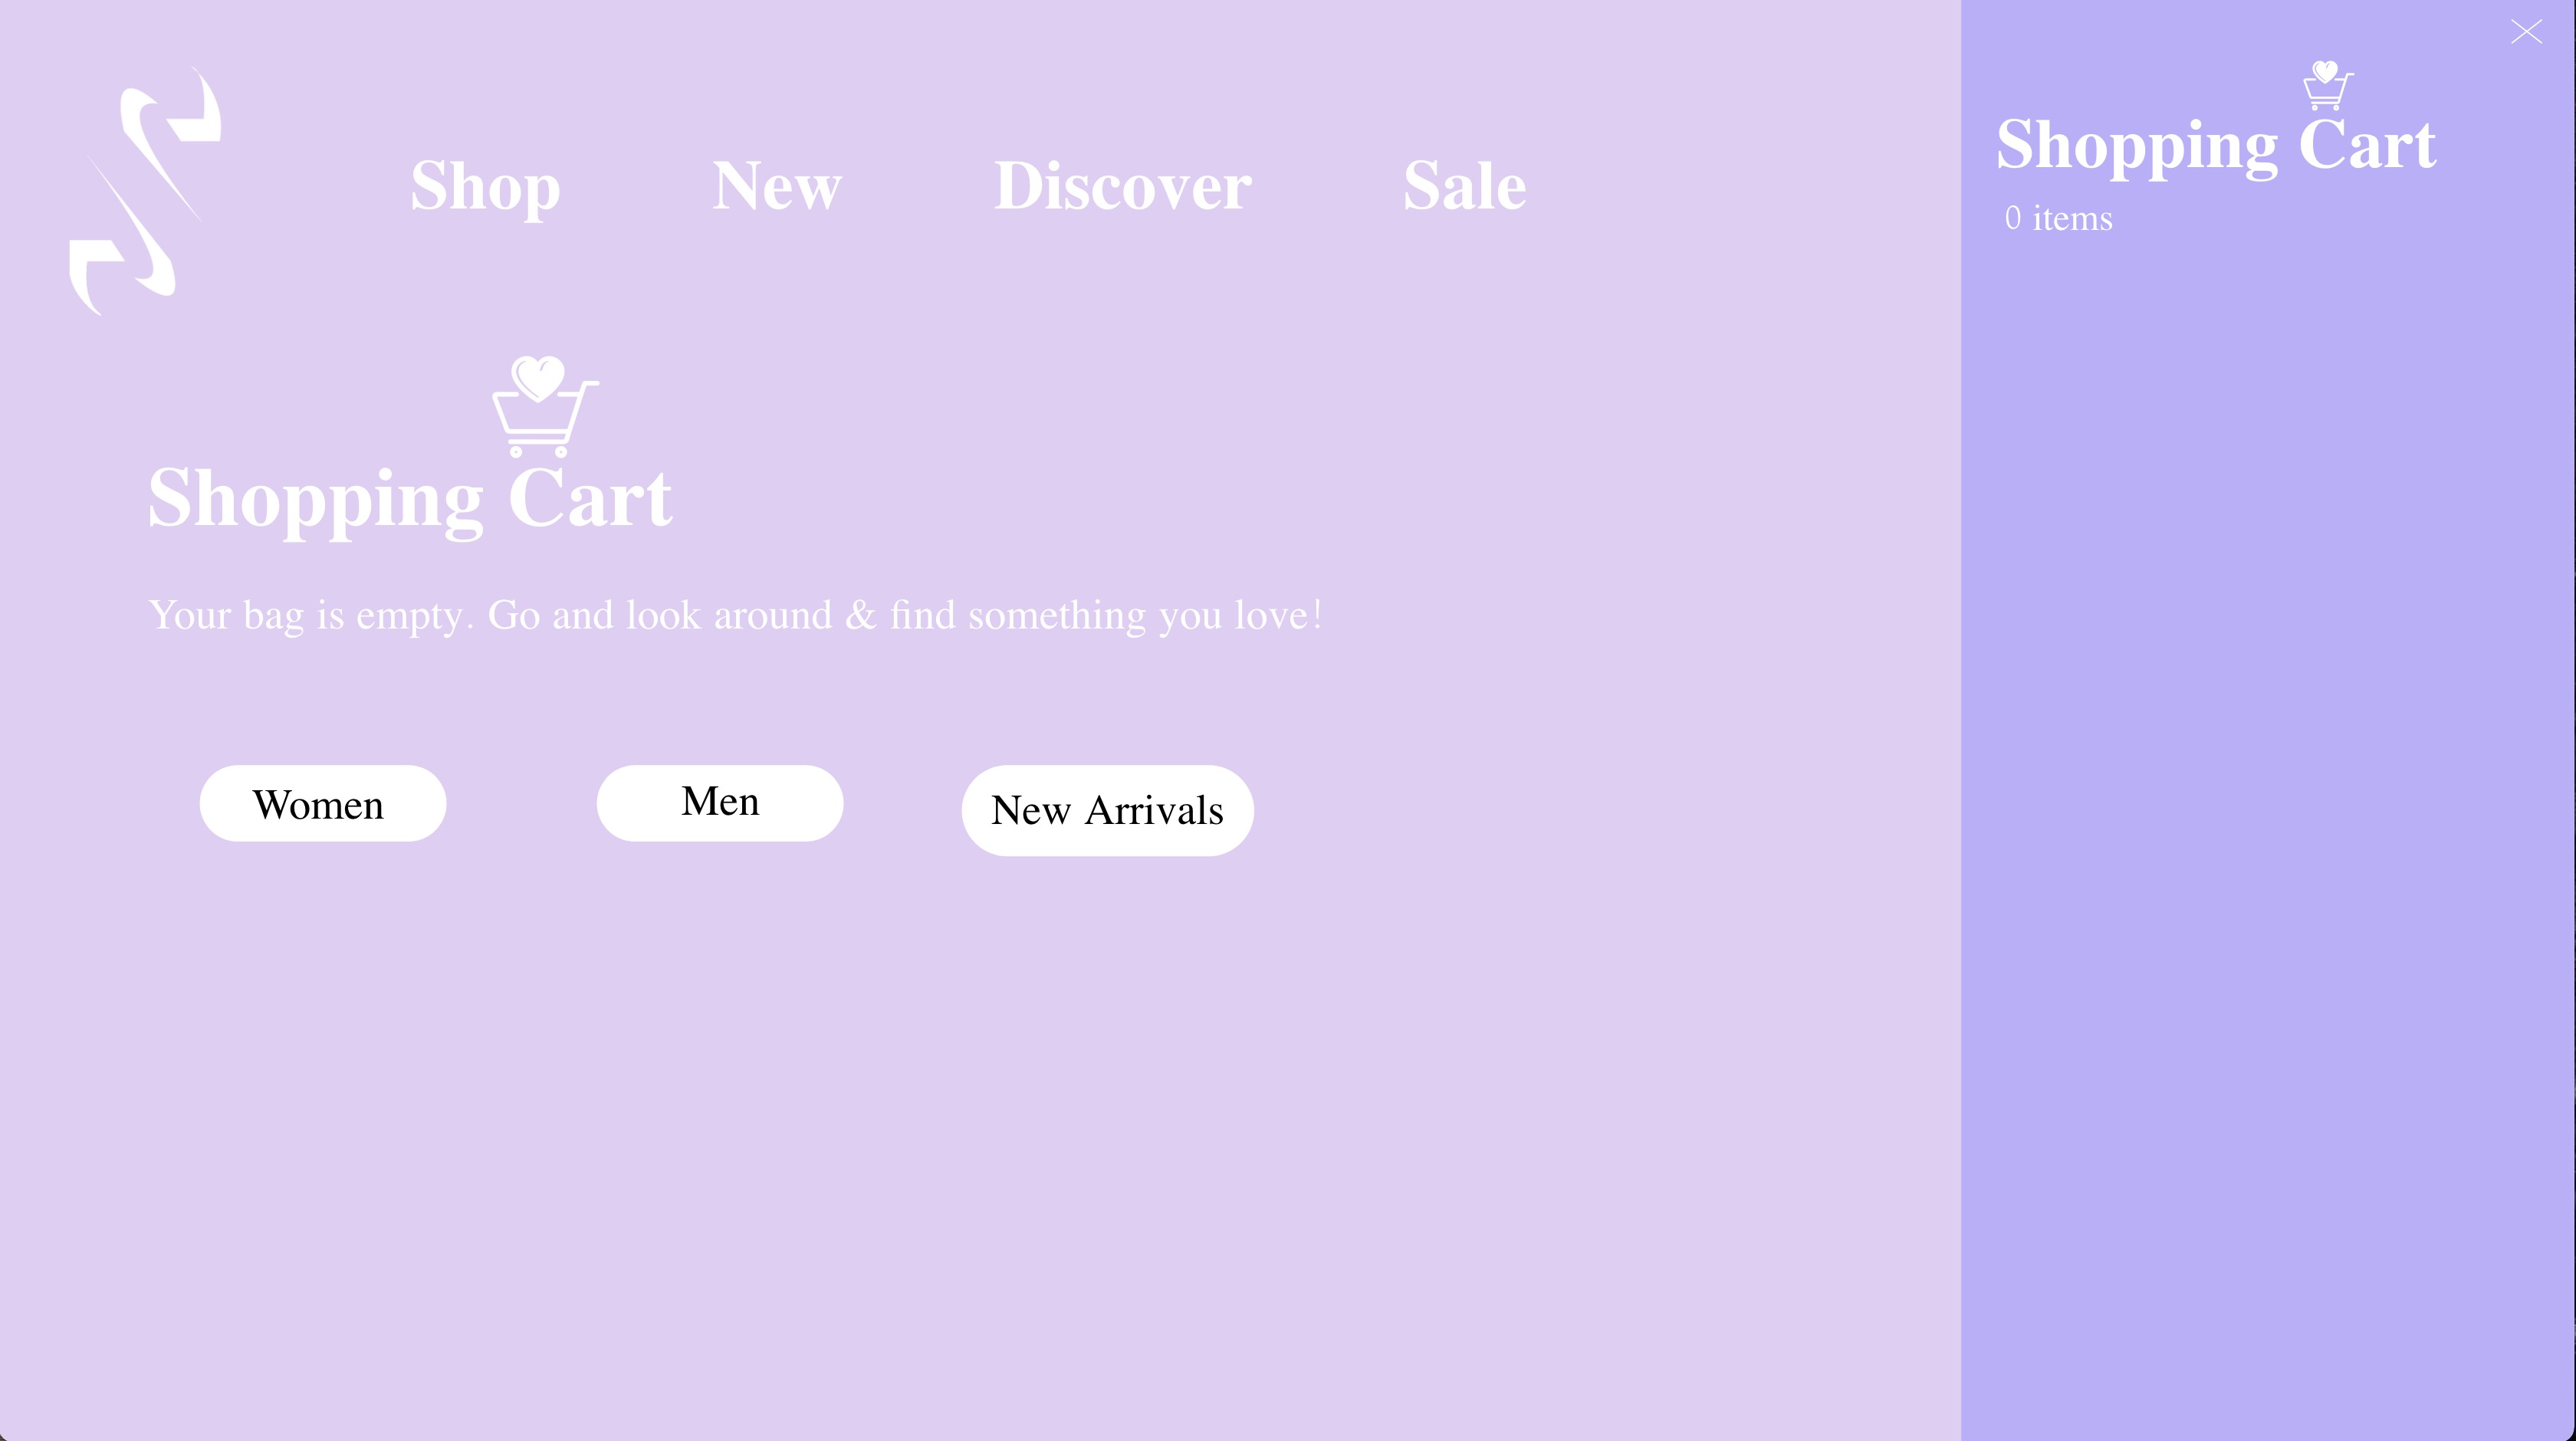 Shop New Discover Sale
Shopping Cart
Your bag is empty. Go and look around & find something you love!
Women Men New Arrivals
Shopping Cart
0 items